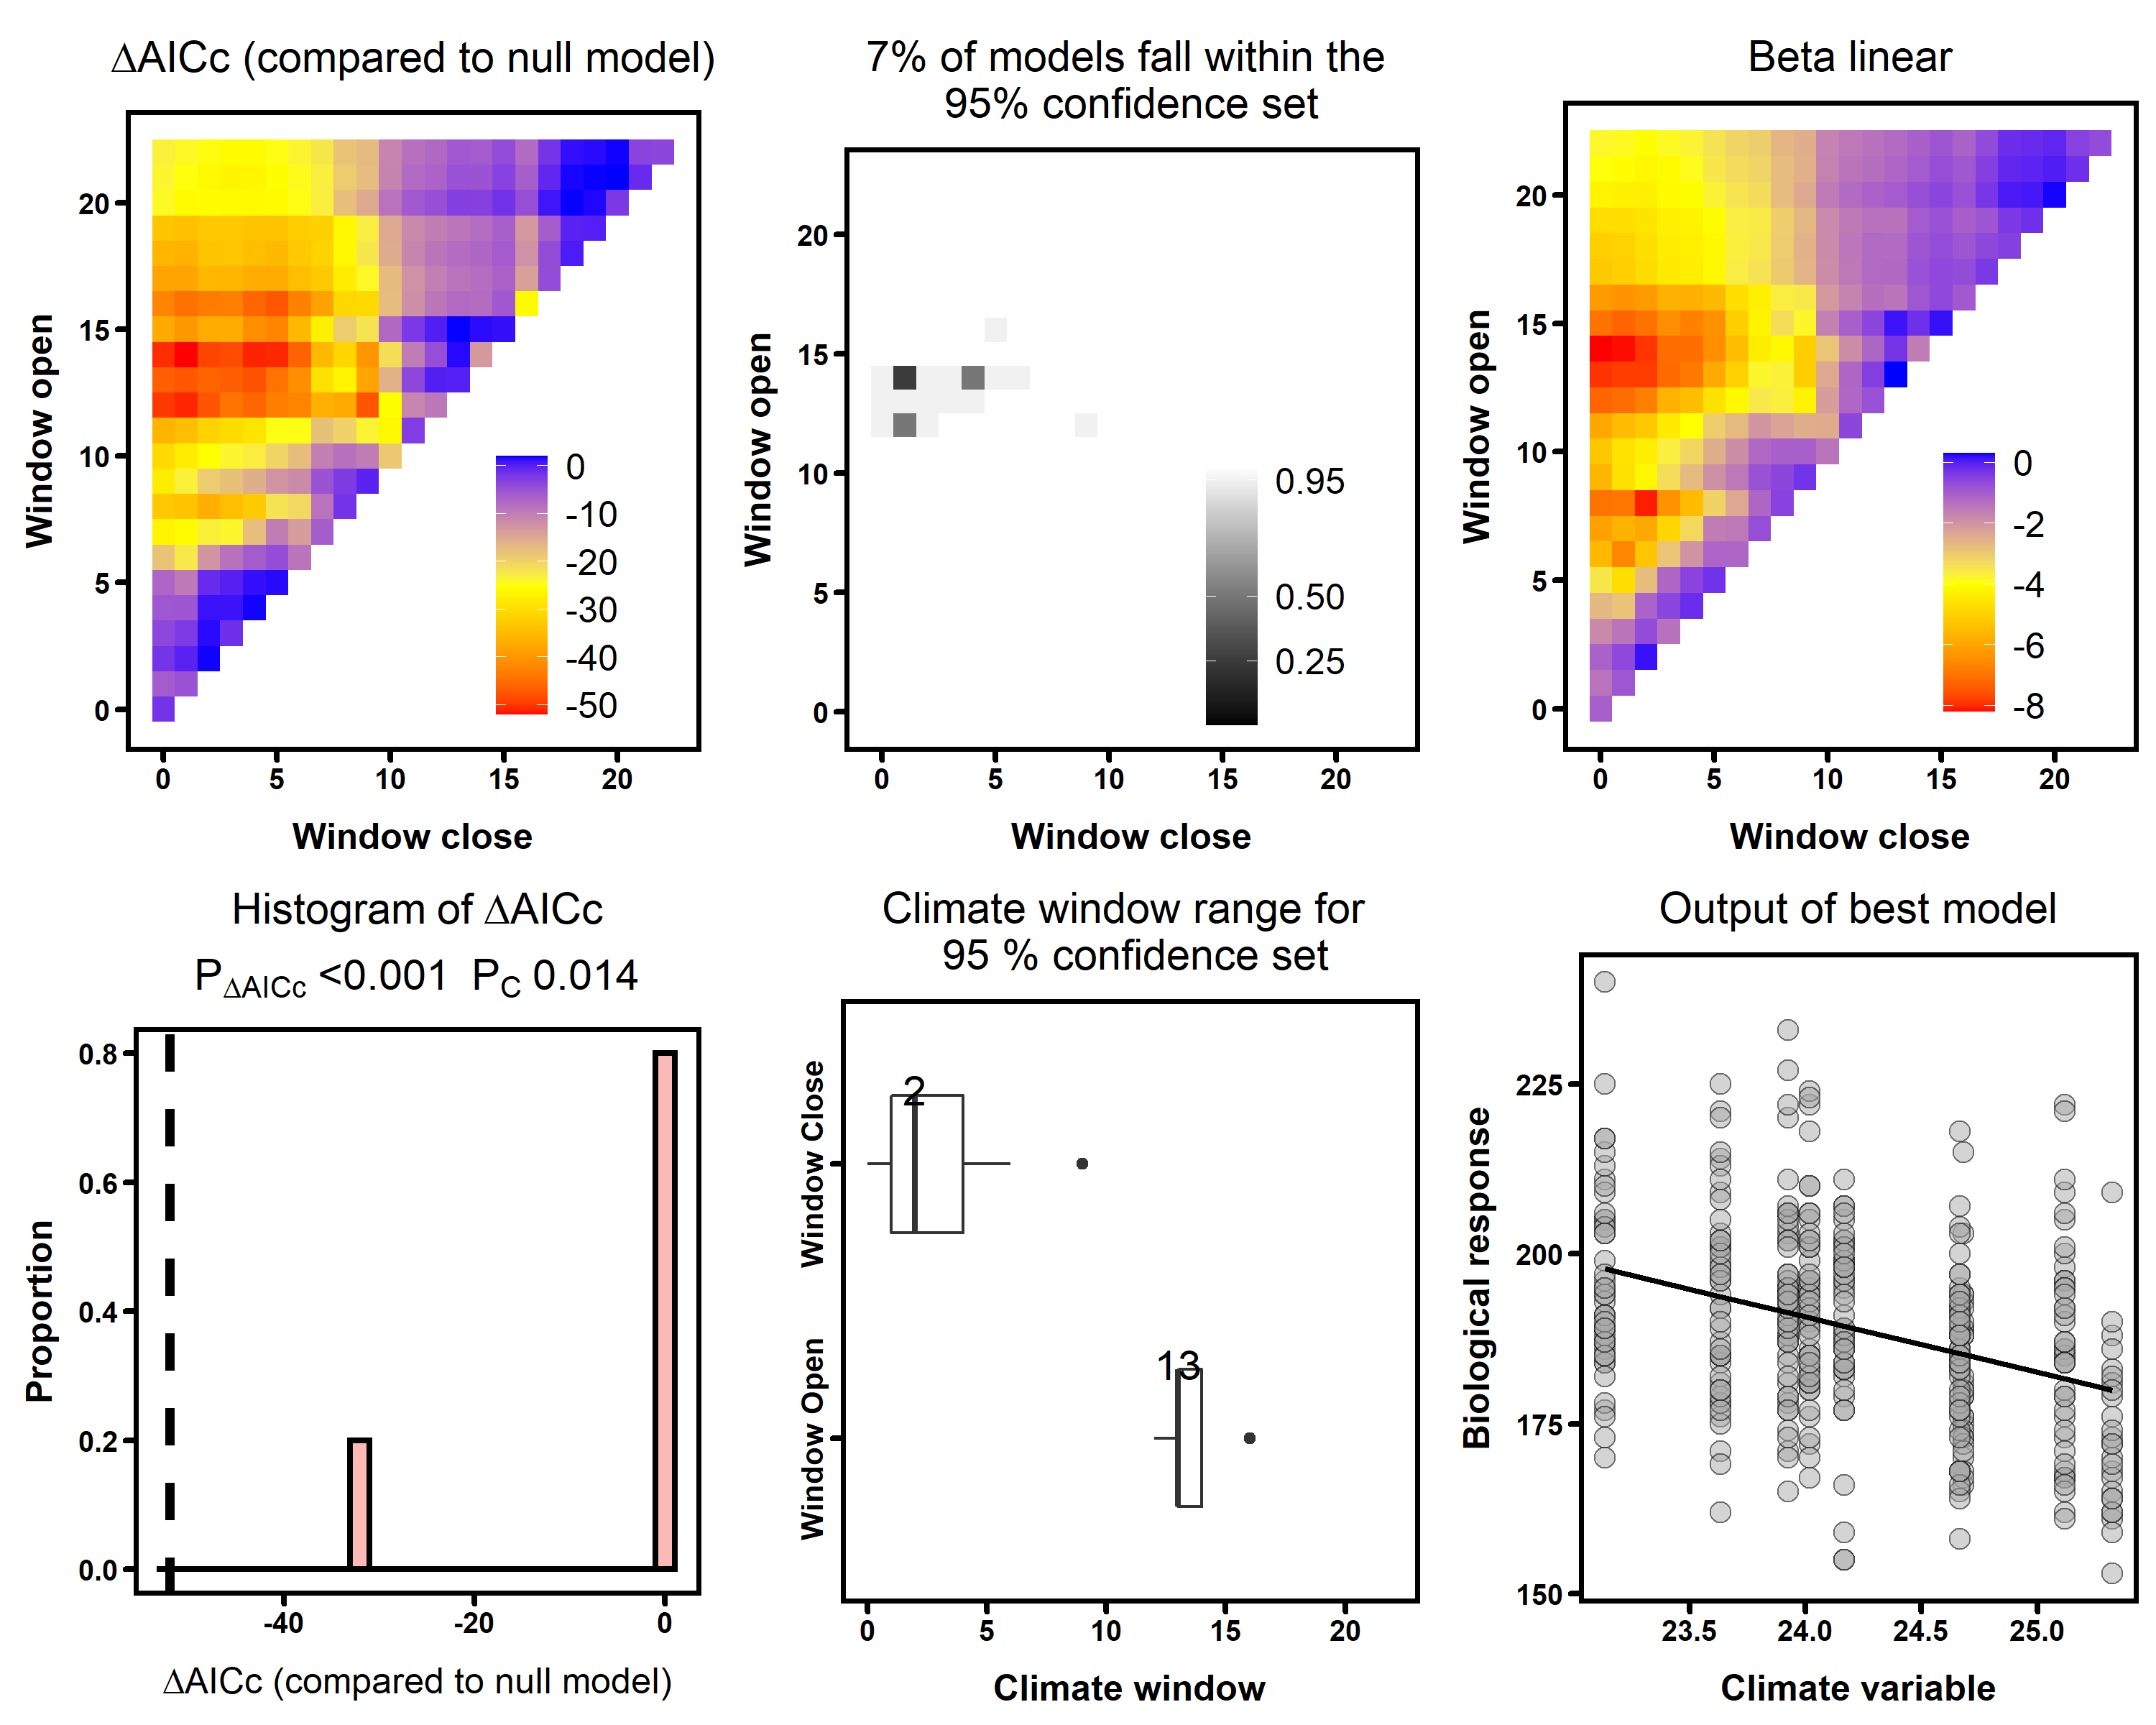 ΔAICc (compared to null model)
Window open
20
15
10
5
0
0
-10
-20
-30
-40
-50
0 5 10 15 20
Window close
7% of models fall within the
95% confidence set
Window open
20
15
10
5
0
0.95
0.50
0.25
0 5 10 15 20
Window close
Beta linear
Window open
20
15
10
5
0
0
-2
-4
-6
-8
0 5 10 15 20
Window close
Histogram of ΔAICc
PΔAICc <0.001 PC 0.014
Proportion
0.8
0.6
0.4
0.2
0.0
-40 -20 0
ΔAICc (compared to null model)
Climate window range for
95 % confidence set
Window Close
2
Window Open
13
0 5 10 15 20
Climate window
Output of best model
Biological response
225
200
175
150
23.5 24.0 24.5 25.0
Climate variable